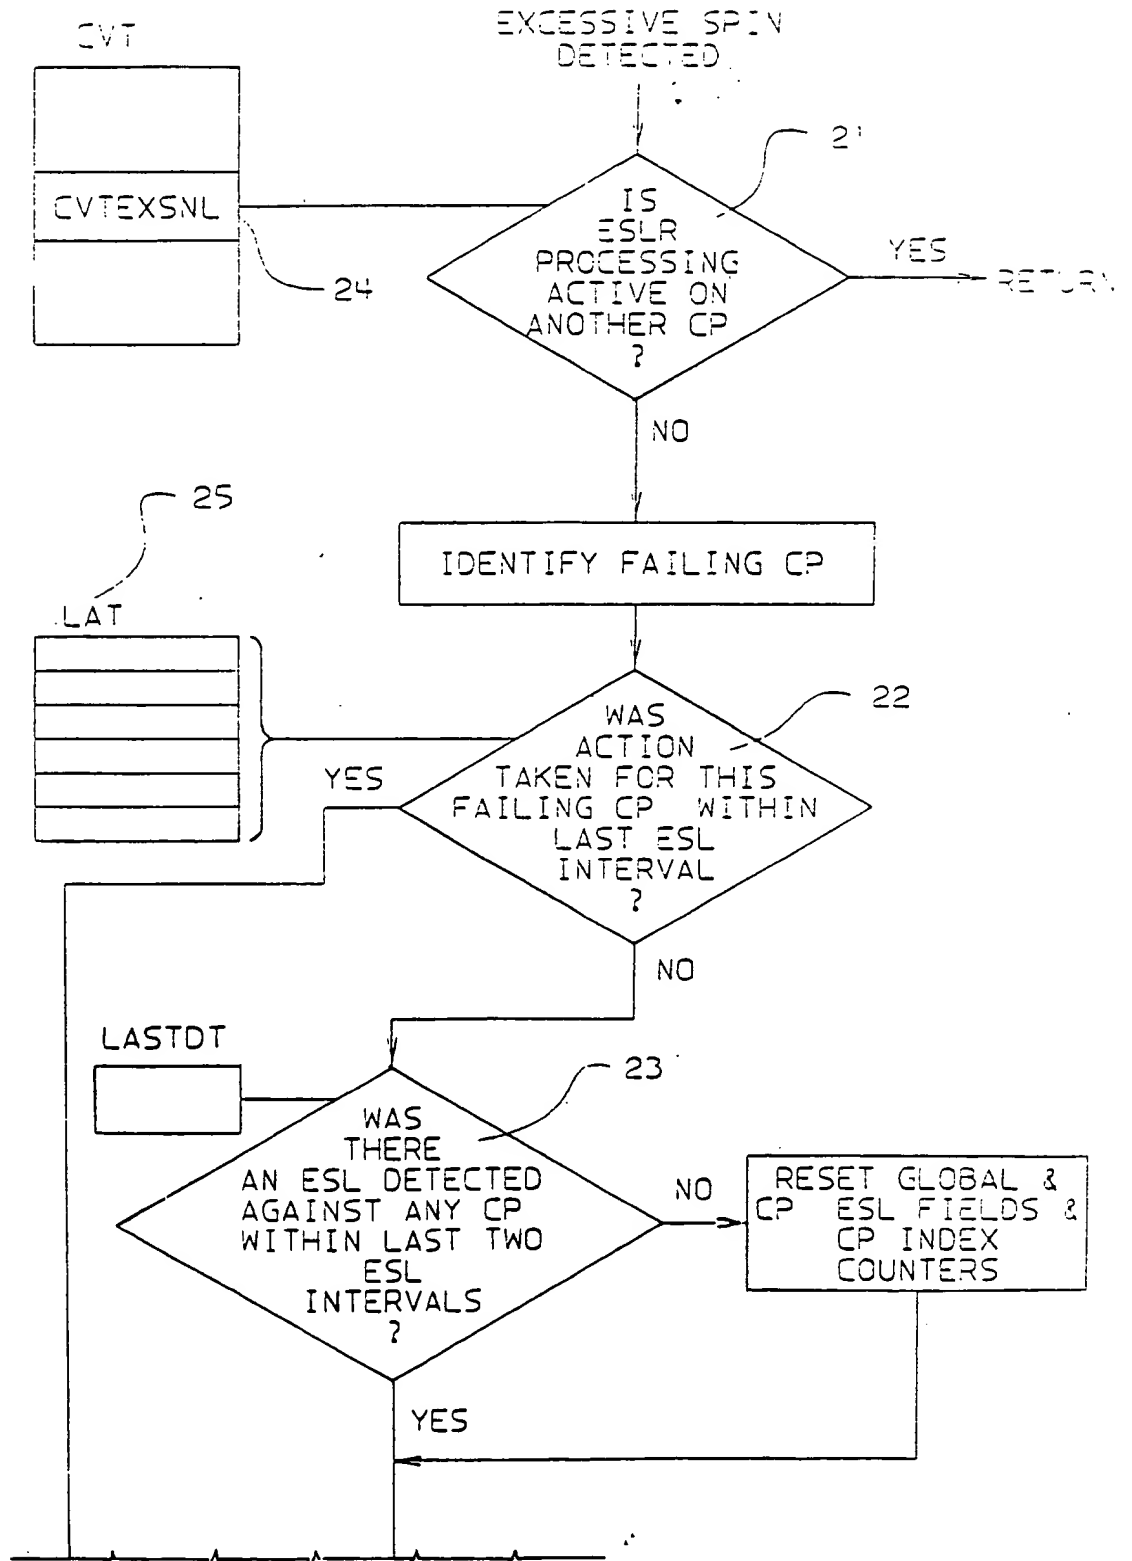 CVT
EXCESSIVE SPIN
DETECTED
21
CVTEXSNL
24
IS
ESLR
PROCESSING
ACTIVE ON
ANOTHER CP
?
YES
RETURN
NO
25
IDENTIFY FAILING CP
LAT
22
WAS
ACTION
TAKEN FOR THIS
FAILING CP WITHIN
LAST ESL
INTERVAL
?
YES
NO
LASTDT
23
WAS
THERE
AN ESL DETECTED
AGAINST ANY CP
WITHIN LAST TWO
ESL
INTERVALS
?
NO
RESET GLOBAL &
CP ESL FIELDS &
CP INDEX
COUNTERS
YES